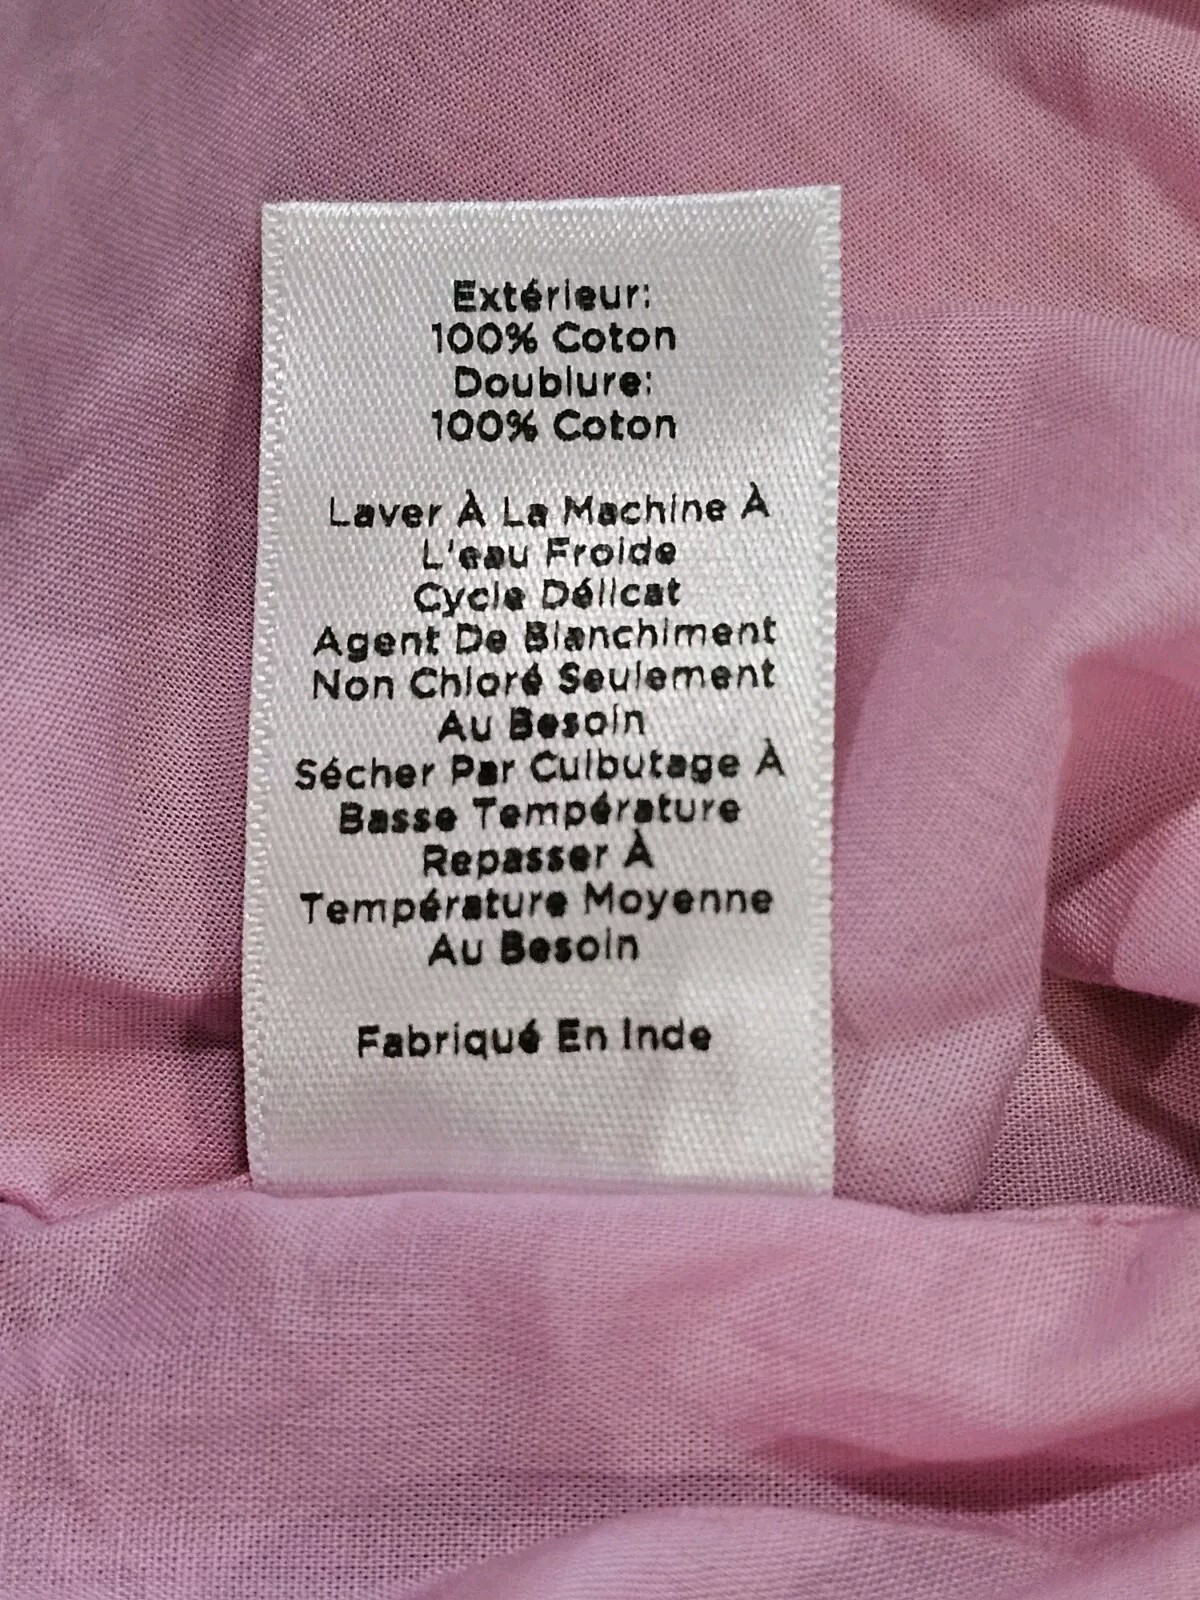 Extérieur:
100% Coton
Doublure:
100% Coton
Laver À La Machine À
L'eau Froide
Cycle Délicat
Agent De Blanchiment
Non Chloré Seulement
Au Besoin
Sécher Par Culbutage À
Basse Température
Repasser À
Température Moyenne
Au Besoin
Fabriqué En Inde